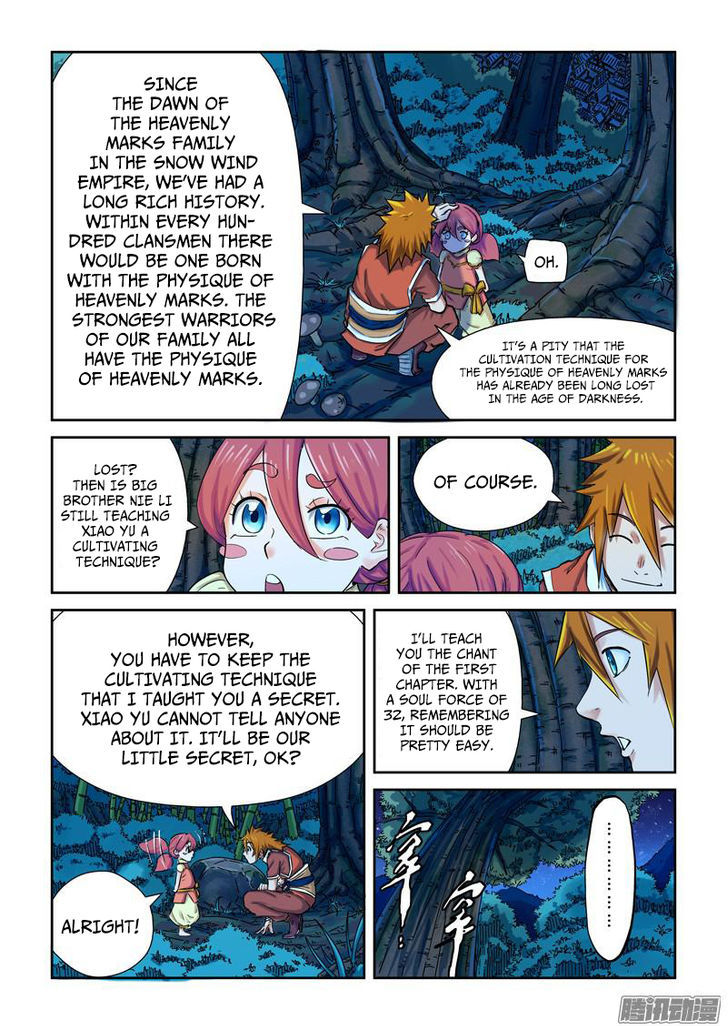 SINCE
THE DAWN OF
THE HEAVENLY
MARKS FAMILY
IN THE SNOW WIND
EMPIRE, WE'VE HAD A
LONG RICH HISTORY.
WITHIN EVERY HUN-
DRED CLANSMEN THERE
WOULD BE ONE BORN
WITH THE PHYSIQUE OF
HEAVENLY MARKS. THE
STRONGEST WARRIORS
OF OUR FAMILY ALL
HAVE THE PHYSIQUE
OF HEAVENLY MARKS.
OH.
IT'S A PITY THAT THE
CULTIVATION TECHNIQUE FOR
THE PHYSIQUE OF HEAVENLY MARKS
HAS ALREADY BEEN LONG LOST
IN THE AGE OF DARKNESS.
LOST?
THEN IS BIG
BROTHER NIE LI
STILL TEACHING
XIAO YU A
CULTIVATING
TECHNIQUE?
OF COURSE.
HOWEVER,
YOU HAVE TO KEEP THE
CULTIVATING TECHNIQUE
THAT I TAUGHT YOU A SECRET.
XIAO YU CANNOT TELL ANYONE
ABOUT IT. IT'LL BE OUR
LITTLE SECRET, OK?
ALRIGHT!
I'LL TEACH
YOU THE CHANT
OF THE FIRST
CHAPTER. WITH
A SOUL FORCE OF
32, REMEMBERING
IT SHOULD BE
PRETTY EASY.
窣窣…
…………
腾讯动漫